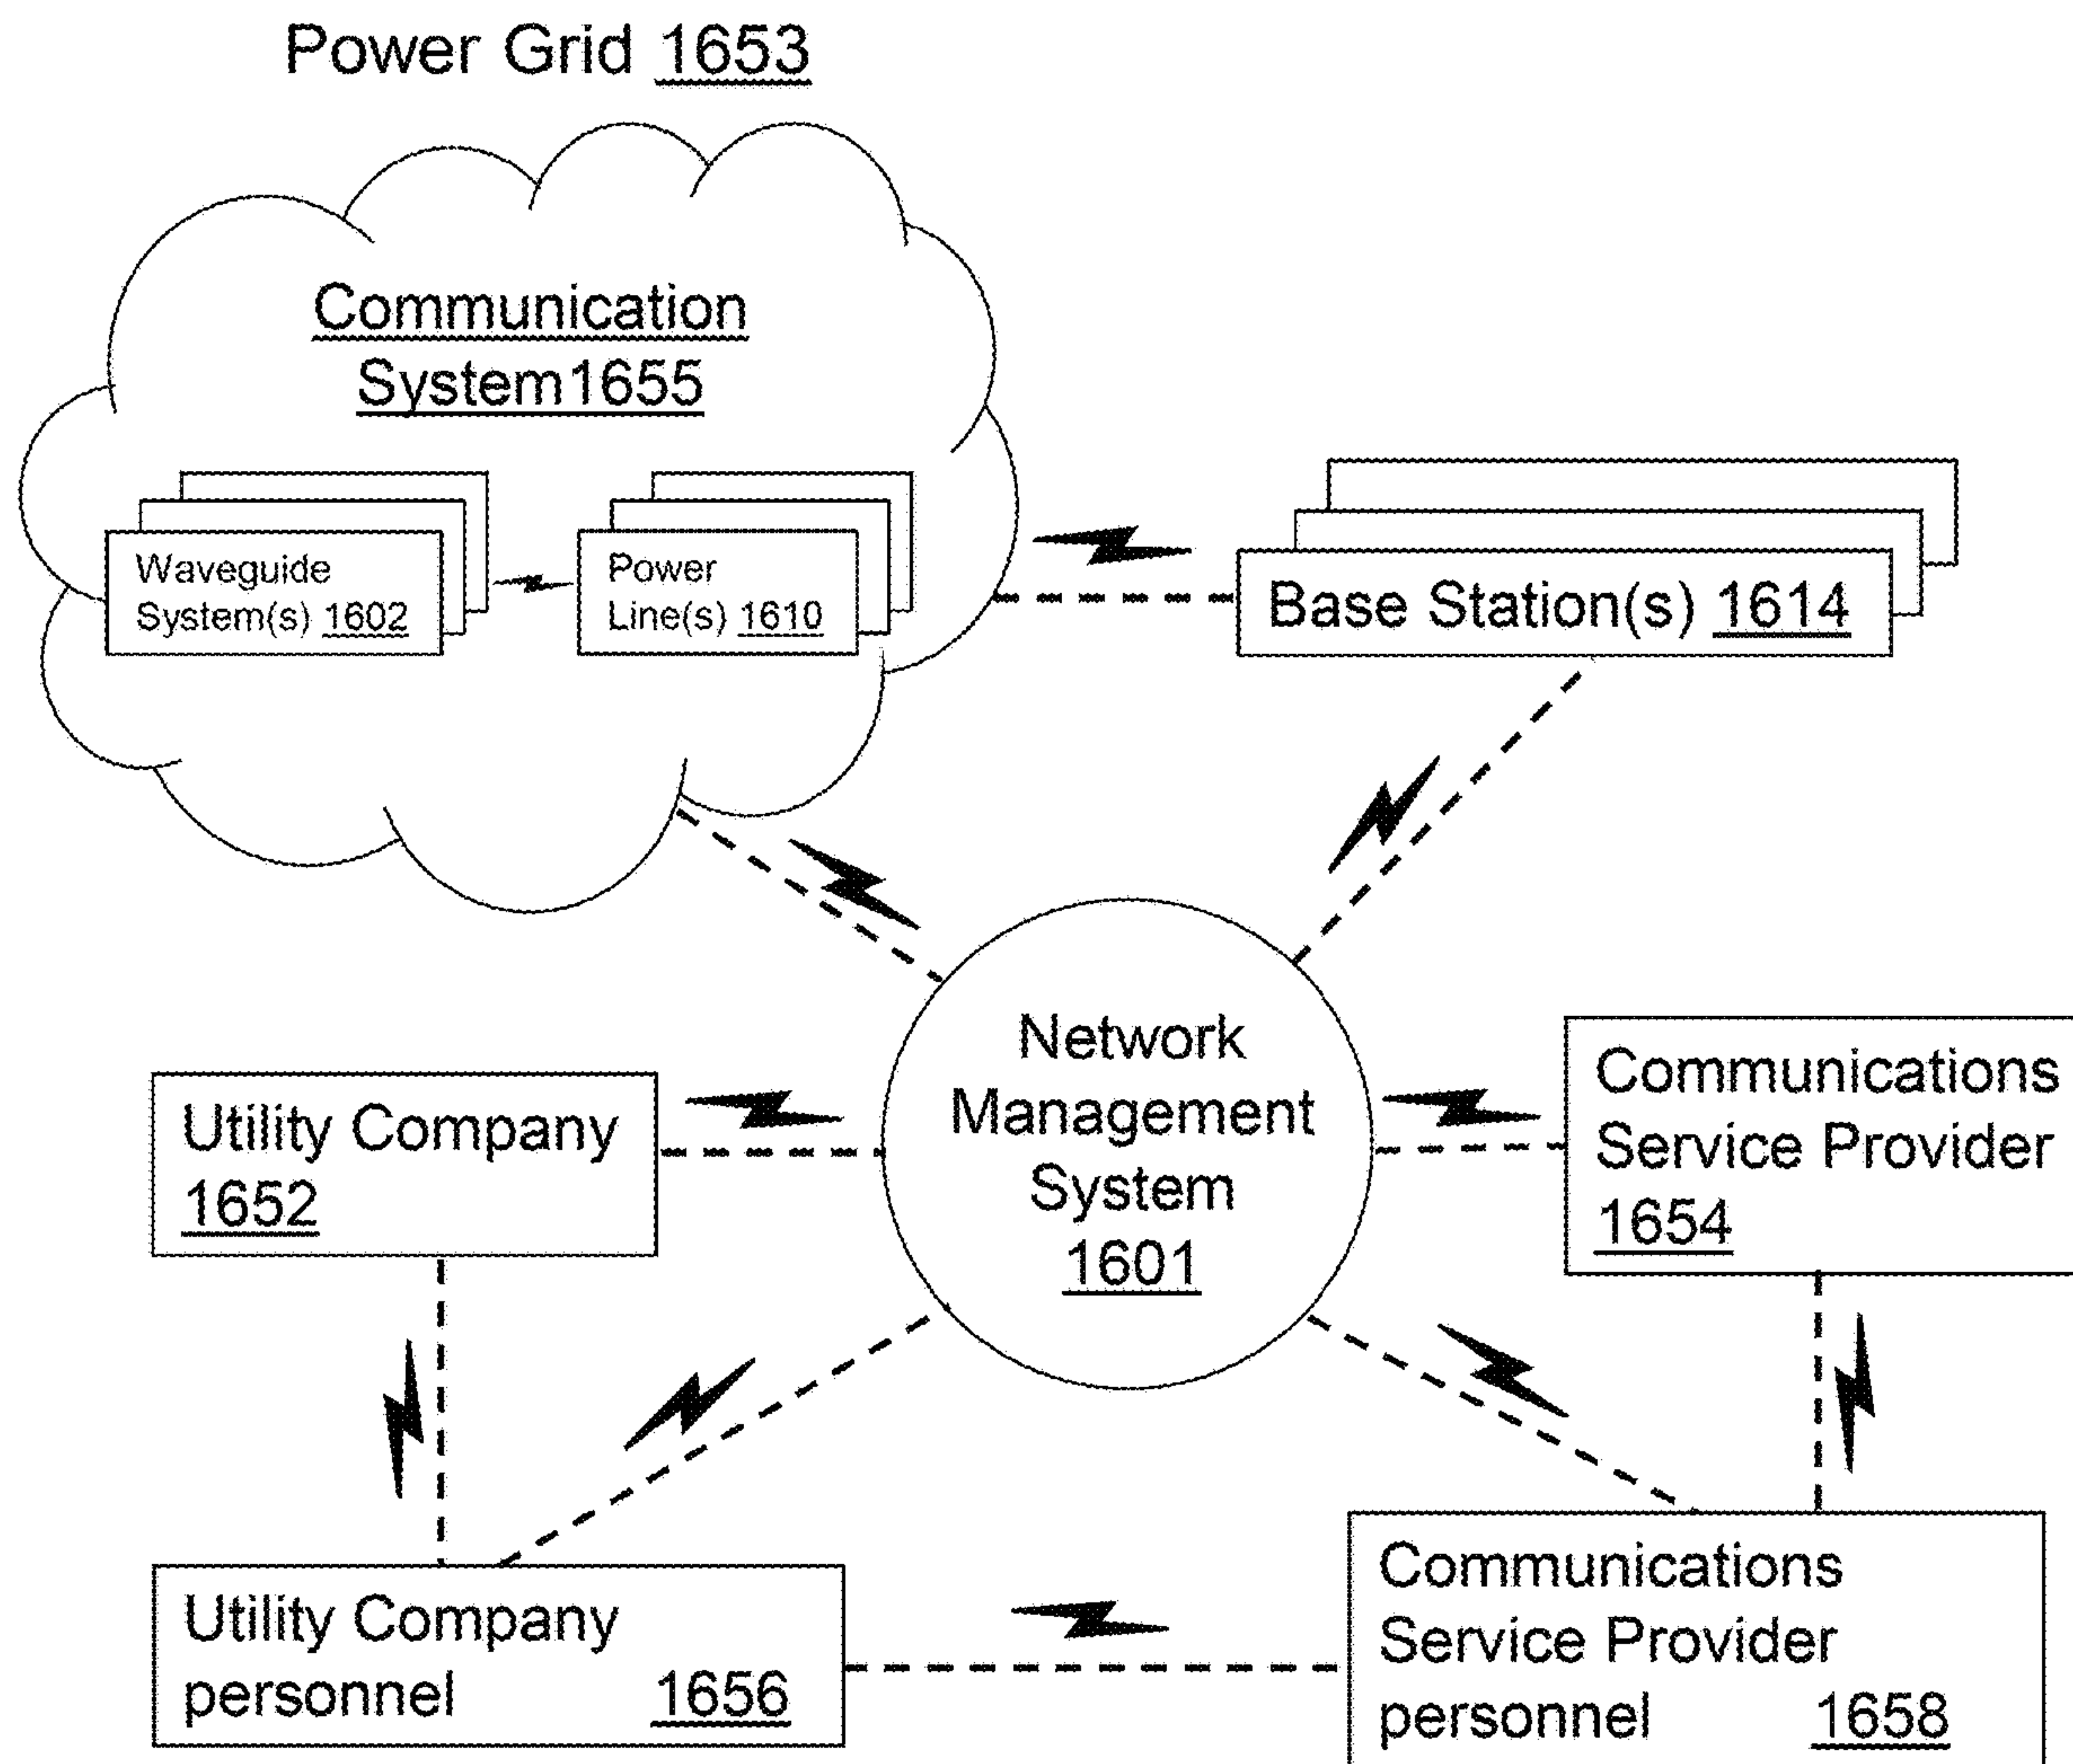 Power Grid 1653
Communication
System1655
Waveguide
System(s) 1602
Power
Line(s) 1610
Base Station(s) 1614
Network
Management
System
1601
Utility Company
1652
Communications
Service Provider
1654
Utility Company
personnel 1656
Communications
Service Provider
personnel 1658